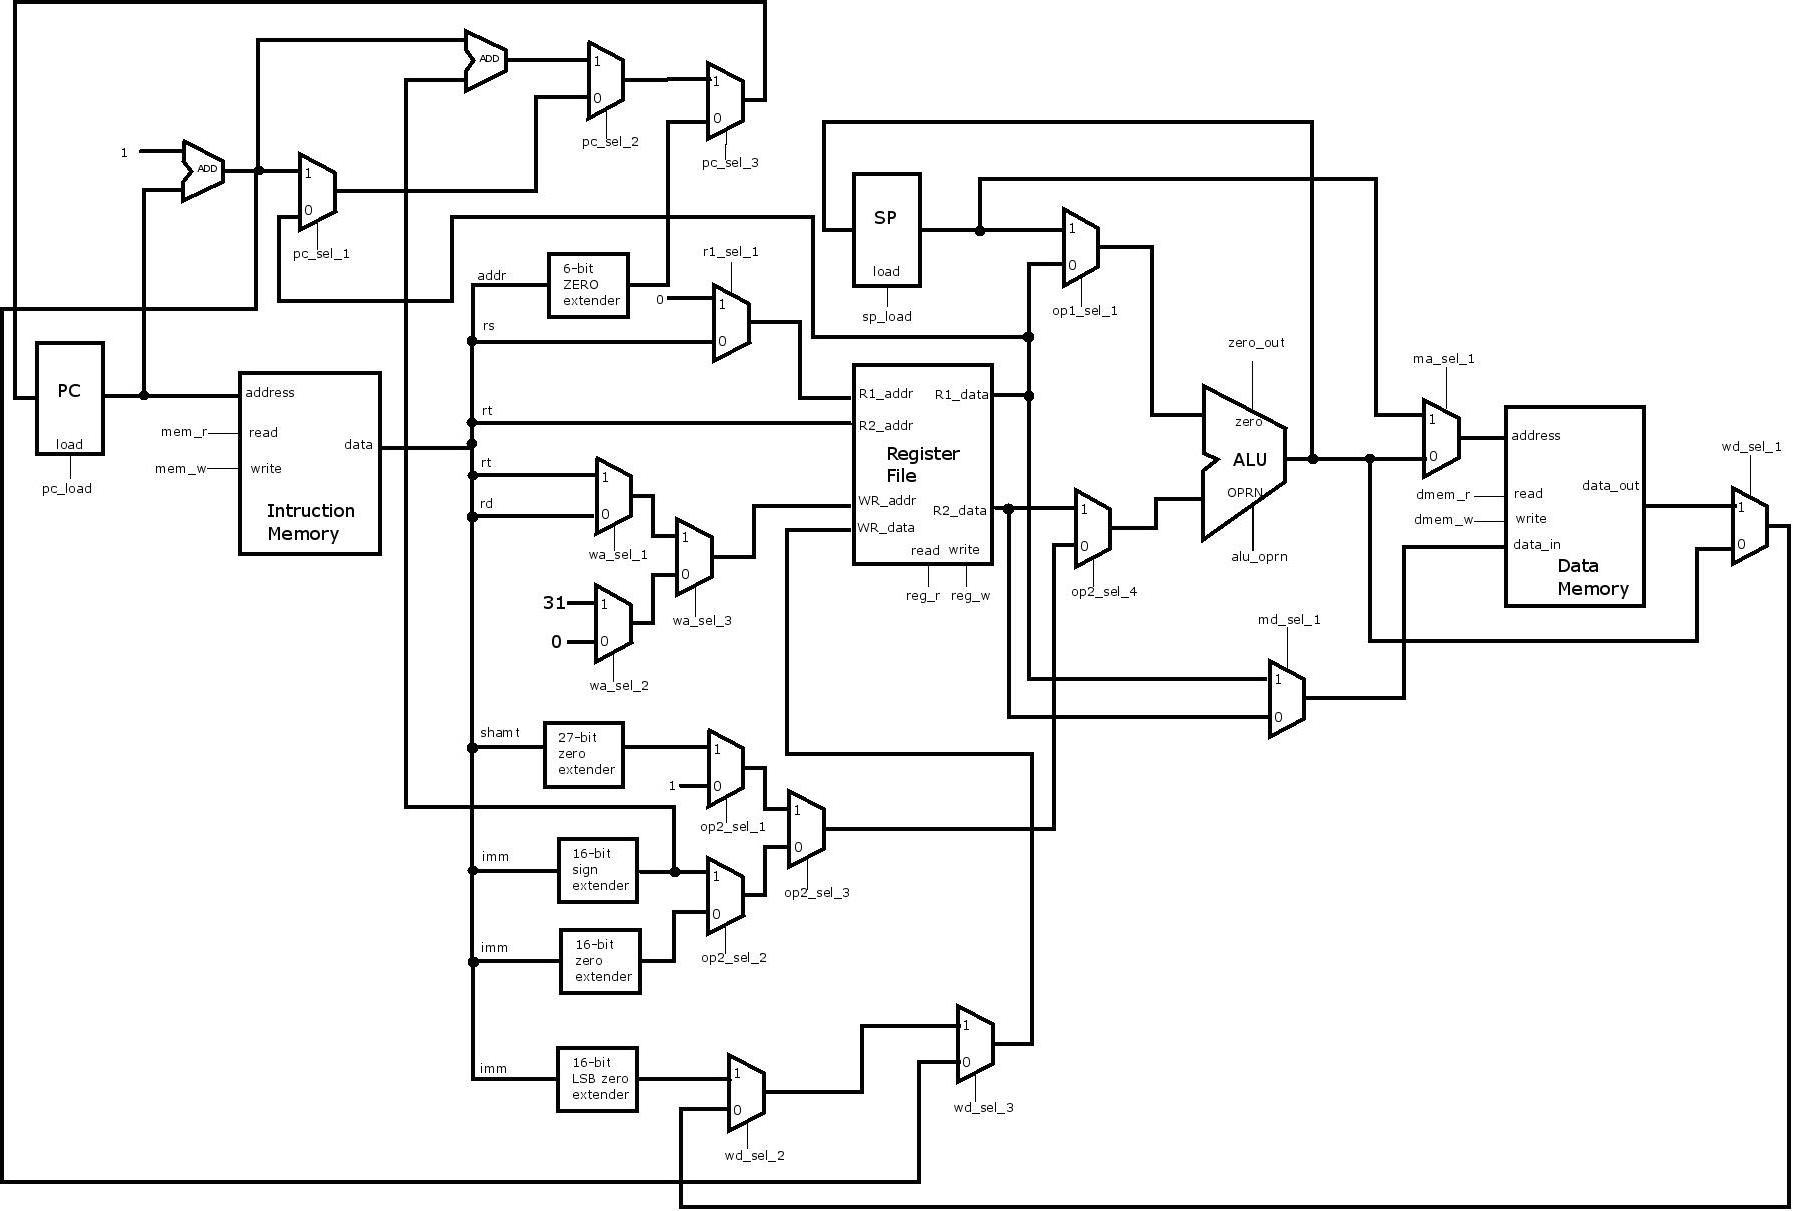 ADD
1
0
pc_sel_2
1
0
pc_sel_3
1
ADD
1
0
pc_sel_1
PC
load
pc_load
address
mem_r
read
mem_w
write
data
Intruction
Memory
addr
6-bit
ZERO
extender
rs
r1_sel_1
0
1
0
rt
rt
rd
1
0
wa_sel_1
1
0
wa_sel_3
31
0
1
0
wa_sel_2
SP
load
sp_load
1
0
op1_sel_1
R1_addr
R1_data
R2_addr
Register
File
WR_addr
R2_data
WR_data
read
write
reg_r
reg_w
1
0
op2_sel_4
zero_out
zero
ALU
OPRN
alu_oprn
ma_sel_1
1
0
address
dmem_r
read
data_out
dmem_w
write
data_in
Data
Memory
wd_sel_1
1
0
md_sel_1
1
0
shamt
27-bit
zero
extender
1
1
0
op2_sel_1
1
0
op2_sel_3
imm
16-bit
sign
extender
1
0
op2_sel_2
imm
16-bit
zero
extender
imm
16-bit
LSB zero
extender
1
0
wd_sel_2
1
0
wd_sel_3